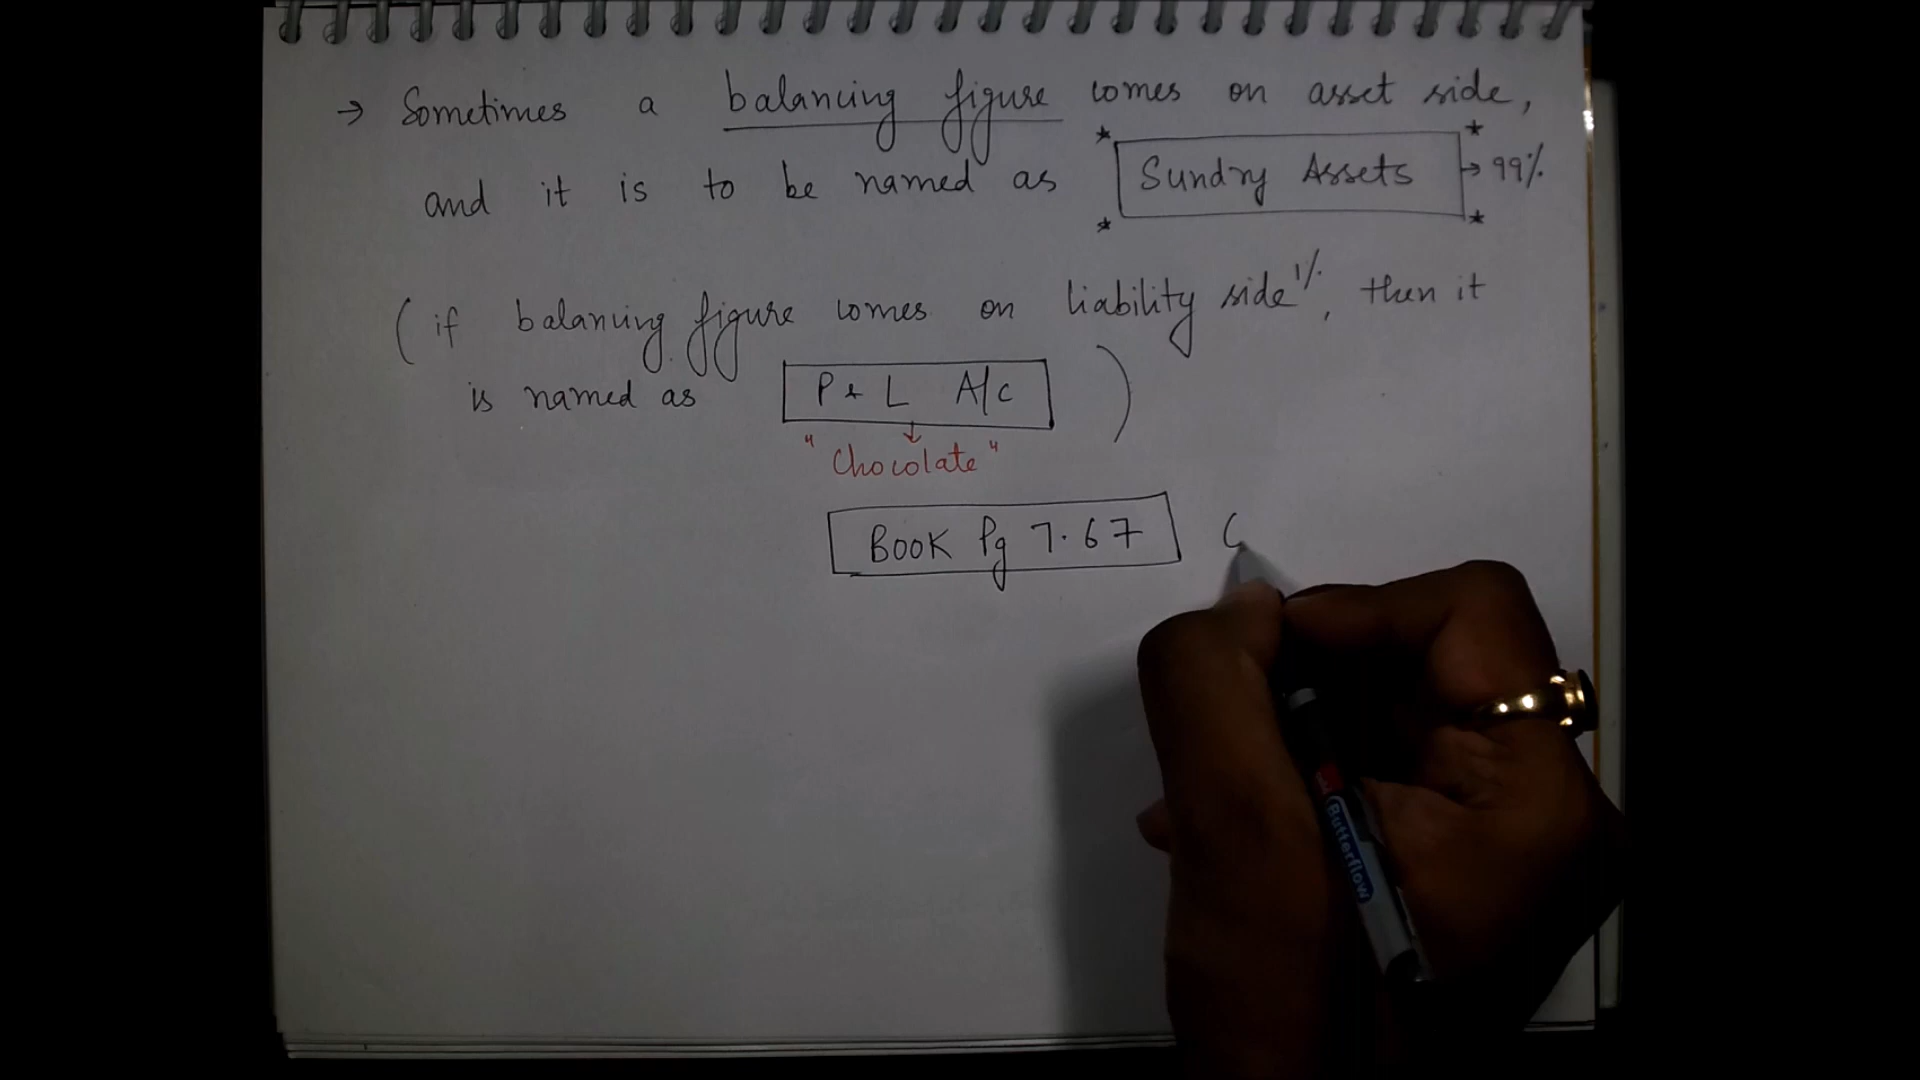 → Sometimes a balancing figure comes on asset side,
and it is to be named as Sundry Assets → 99%
(if balancing figure comes on liability side 1%, then it
is named as P & L A/c )
"Chocolate"
BOOK Pg 7.67 (
Butterflow